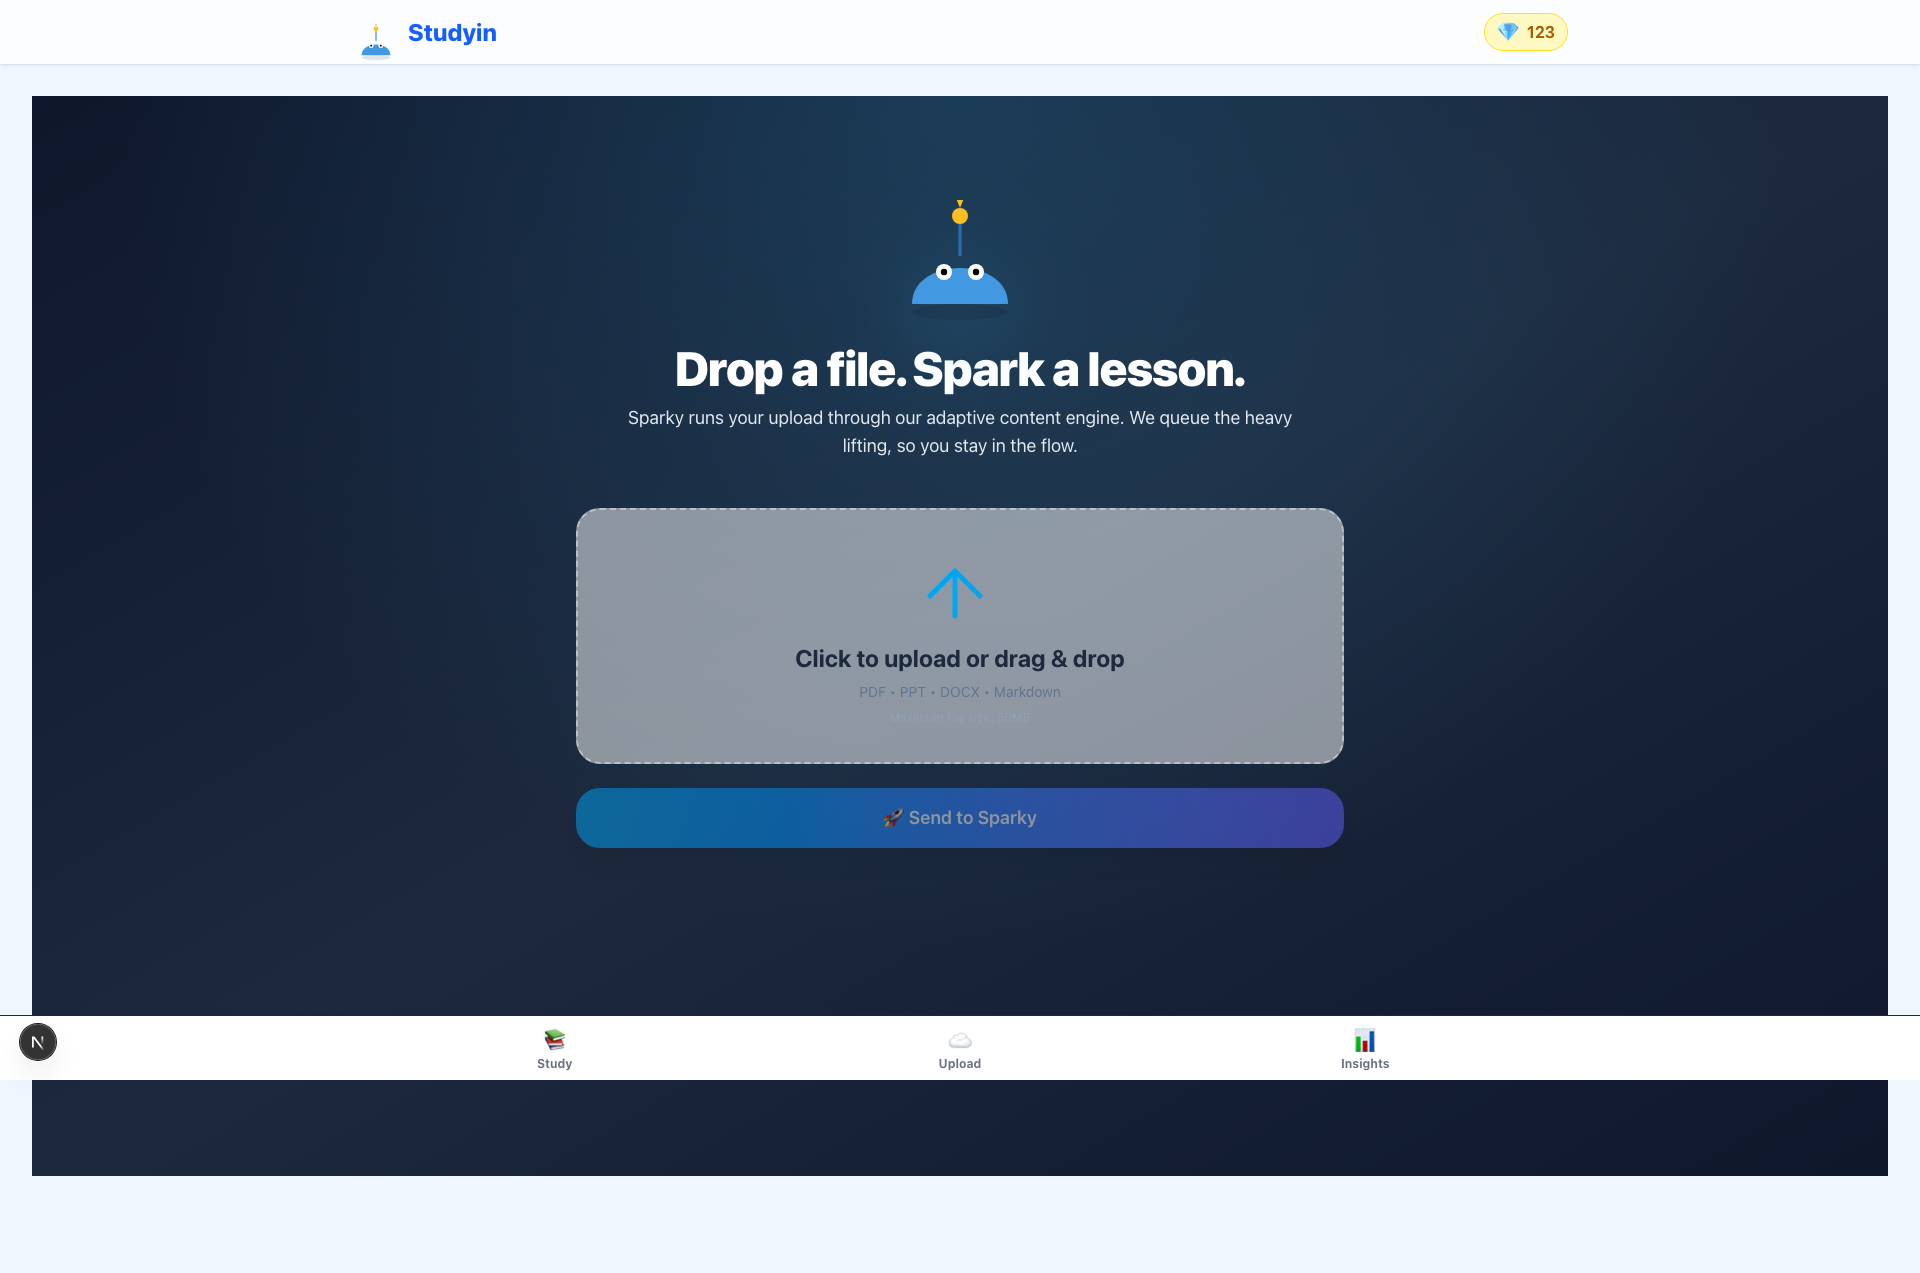 Studyin
123
Drop a file. Spark a lesson.
Sparky runs your upload through our adaptive content engine. We queue the heavy
lifting, so you stay in the flow.
Click to upload or drag & drop
PDF • PPT • DOCX • Markdown
Maximum file size: 50MB
Send to Sparky
N
Study
Upload
Insights